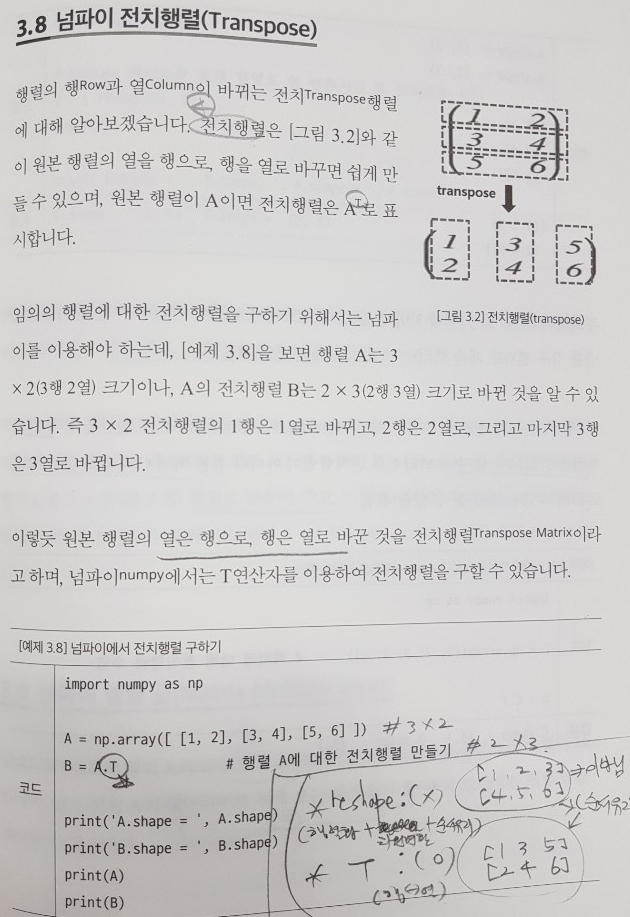 3.8 넘파이 전치행렬(Transpose)
행렬의 행Row과 열Column이 바뀌는 전치Transpose행렬
에 대해 알아보겠습니다. 전치행렬은 [그림 3.2]와 같
이 원본 행렬의 열을 행으로, 행을 열로 바꾸면 쉽게 만
들 수 있으며, 원본 행렬이 A이면 전치행렬은 Aᵀ로 표
시합니다.
1 2
3 4
5 6
transpose
1 3 5
2 4 6
[그림 3.2] 전치행렬(transpose)
임의의 행렬에 대한 전치행렬을 구하기 위해서는 넘파
이를 이용해야 하는데, [예제 3.8]을 보면 행렬 A는 3
× 2(3행 2열) 크기이나, A의 전치행렬 B는 2 × 3(2행 3열) 크기로 바뀐 것을 알 수 있
습니다. 즉 3 × 2 전치행렬의 1행은 1열로 바뀌고, 2행은 2열로, 그리고 마지막 3행
은 3열로 바뀝니다.
이렇듯 원본 행렬의 열은 행으로, 행은 열로 바꾼 것을 전치행렬Transpose Matrix이라
고 하며, 넘파이numpy에서는 T연산자를 이용하여 전치행렬을 구할 수 있습니다.
[예제 3.8] 넘파이에서 전치행렬 구하기
코드
import numpy as np
A = np.array([ [1, 2], [3, 4], [5, 6] ]) # 3×2
B = A.T # 행렬 A에 대한 전치행렬 만들기 # 2×3
print('A.shape = ', A.shape)
print('B.shape = ', B.shape)
print(A)
print(B)
* reshape : (×)
[1, 2, 3]
[4, 5, 6]
* T : (O)
[1 3 5]
[2 4 6]